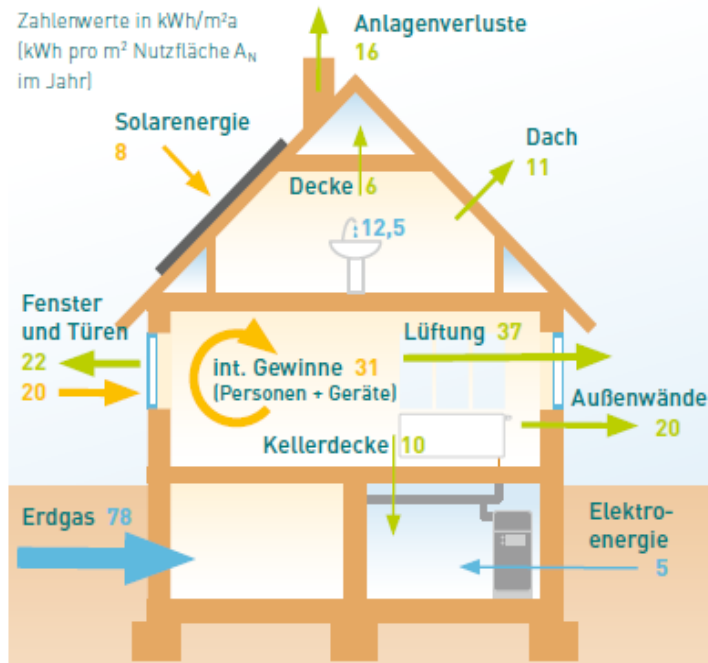 Zahlenwerte in kWh/m²a
(kWh pro m² Nutzfläche AN
im Jahr)
Anlagenverluste
16
Solarenergie
8
Dach
11
Decke 6
12,5
Fenster
und Türen
22
20
Lüftung 37
int. Gewinne 31
(Personen + Geräte)
Außenwände
20
Kellerdecke 10
Erdgas 78
Elektro-
energie
5